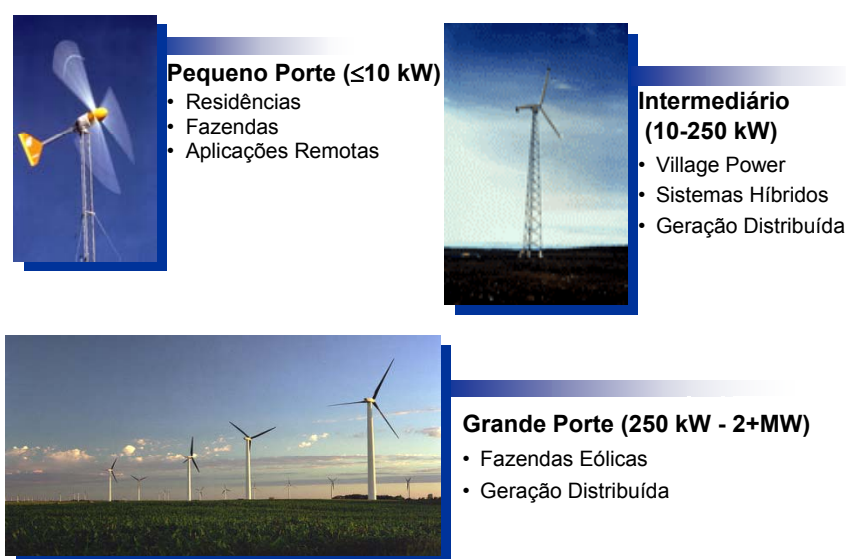 Pequeno Porte (≤10 kW)
• Residências
• Fazendas
• Aplicações Remotas
Intermediário
(10-250 kW)
• Village Power
• Sistemas Híbridos
• Geração Distribuída
Grande Porte (250 kW - 2+MW)
• Fazendas Eólicas
• Geração Distribuída